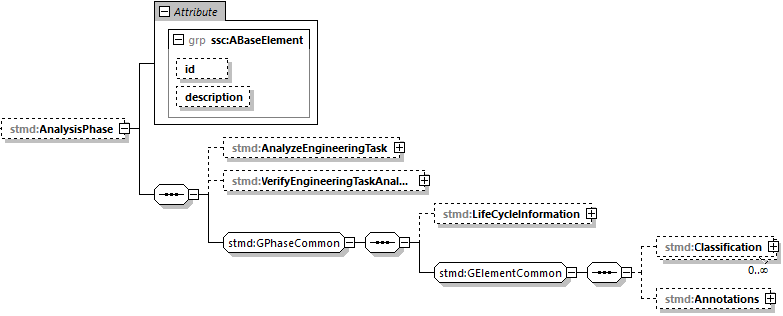 Attribute
grp ssc:ABaseElement
id
description
stmd:AnalysisPhase
stmd:AnalyzeEngineeringTask
stmd:VerifyEngineeringTaskAnal...
stmd:LifeCycleInformation
stmd:GPhaseCommon
stmd:Classification
0..∞
stmd:GElementCommon
stmd:Annotations